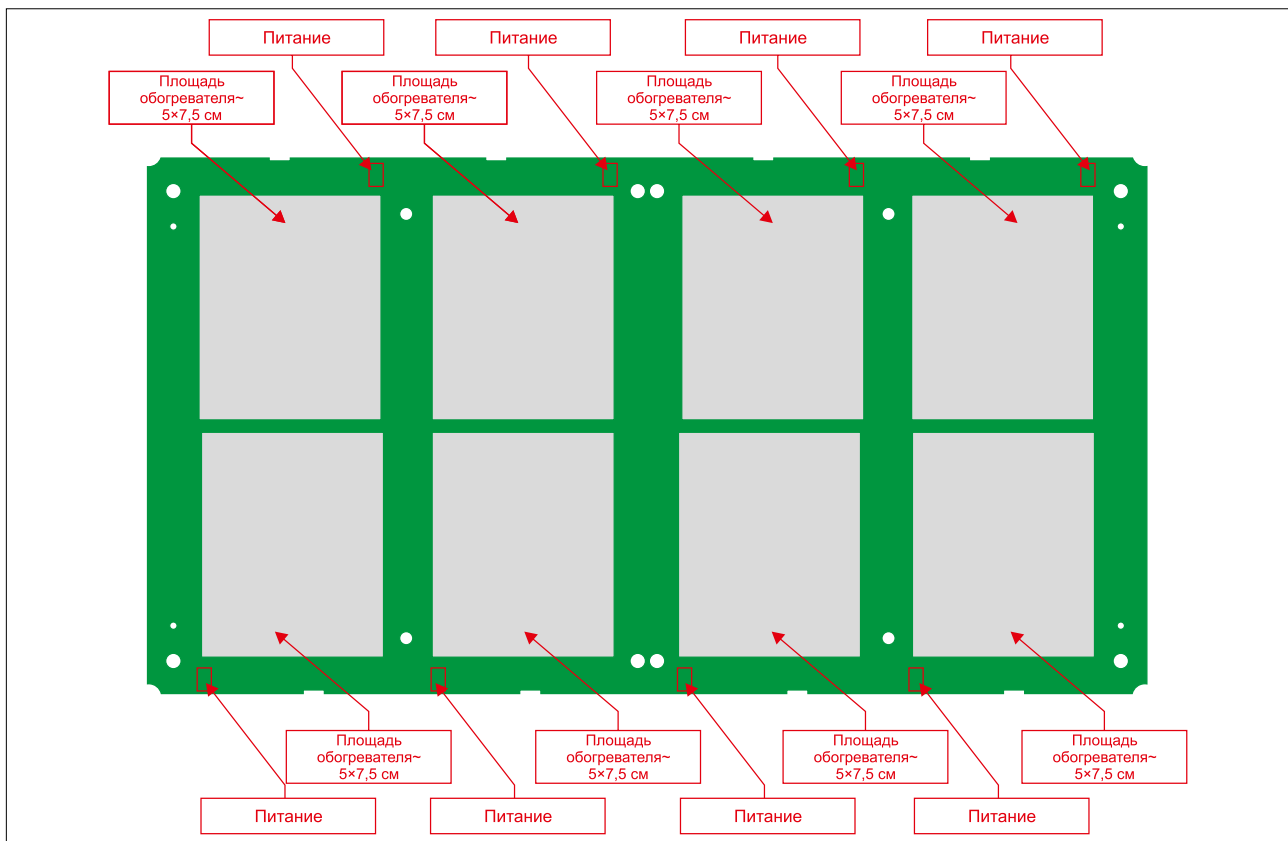 Питание
Питание
Питание
Питание
Площадь
обогревателя~
5×7,5 см
Площадь
обогревателя~
5×7,5 см
Площадь
обогревателя~
5×7,5 см
Площадь
обогревателя~
5×7,5 см
Площадь
обогревателя~
5×7,5 см
Площадь
обогревателя~
5×7,5 см
Площадь
обогревателя~
5×7,5 см
Площадь
обогревателя~
5×7,5 см
Питание
Питание
Питание
Питание